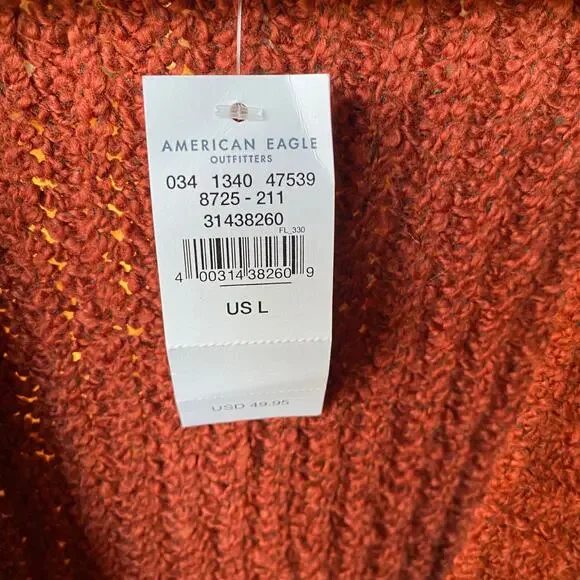 AMERICAN EAGLE
OUTFITTERS
034 1340 47539
8725 - 211
31438260
FL_330
4 00314 38260 9
US L
USD 49.95